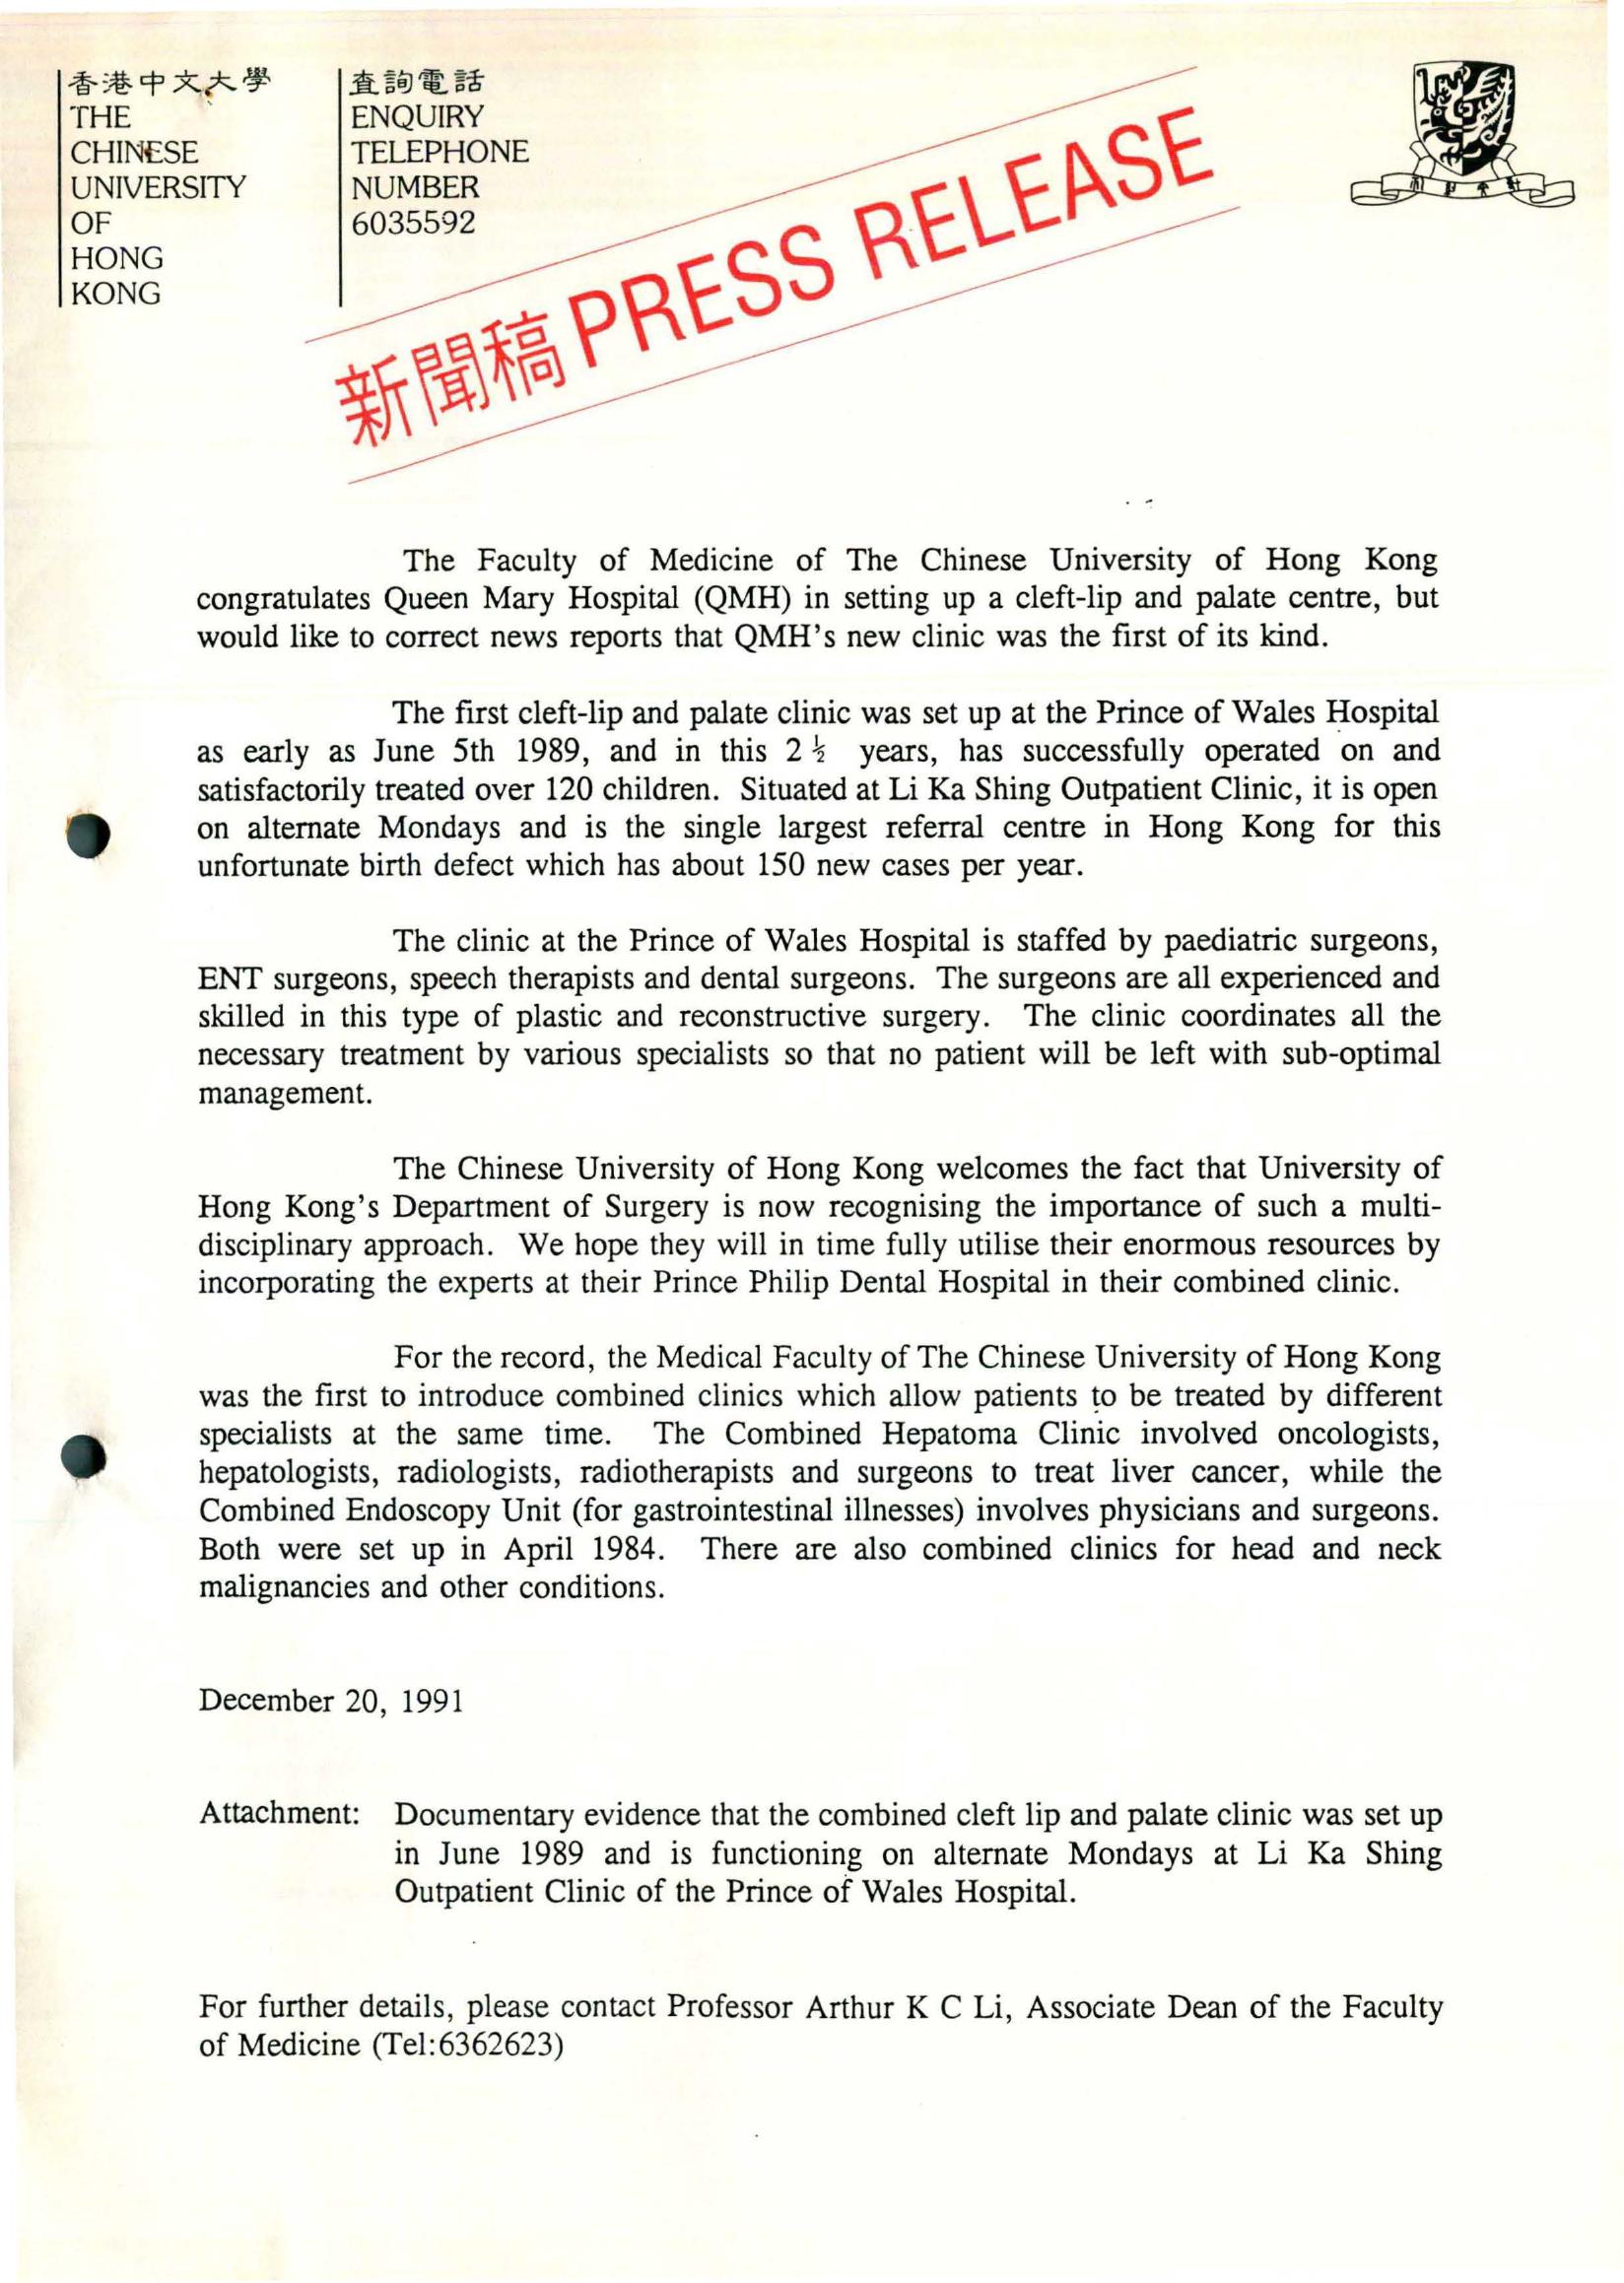 香港中文大學
THE
CHINESE
UNIVERSITY
OF
HONG
KONG
查詢電話
ENQUIRY
TELEPHONE
NUMBER
6035592
新聞稿 PRESS RELEASE
The Faculty of Medicine of The Chinese University of Hong Kong
congratulates Queen Mary Hospital (QMH) in setting up a cleft-lip and palate centre, but
would like to correct news reports that QMH's new clinic was the first of its kind.
The first cleft-lip and palate clinic was set up at the Prince of Wales Hospital
as early as June 5th 1989, and in this 2 ½ years, has successfully operated on and
satisfactorily treated over 120 children. Situated at Li Ka Shing Outpatient Clinic, it is open
on alternate Mondays and is the single largest referral centre in Hong Kong for this
unfortunate birth defect which has about 150 new cases per year.
The clinic at the Prince of Wales Hospital is staffed by paediatric surgeons,
ENT surgeons, speech therapists and dental surgeons. The surgeons are all experienced and
skilled in this type of plastic and reconstructive surgery. The clinic coordinates all the
necessary treatment by various specialists so that no patient will be left with sub-optimal
management.
The Chinese University of Hong Kong welcomes the fact that University of
Hong Kong's Department of Surgery is now recognising the importance of such a multi-
disciplinary approach. We hope they will in time fully utilise their enormous resources by
incorporating the experts at their Prince Philip Dental Hospital in their combined clinic.
For the record, the Medical Faculty of The Chinese University of Hong Kong
was the first to introduce combined clinics which allow patients to be treated by different
specialists at the same time. The Combined Hepatoma Clinic involved oncologists,
hepatologists, radiologists, radiotherapists and surgeons to treat liver cancer, while the
Combined Endoscopy Unit (for gastrointestinal illnesses) involves physicians and surgeons.
Both were set up in April 1984. There are also combined clinics for head and neck
malignancies and other conditions.
December 20, 1991
Attachment: Documentary evidence that the combined cleft lip and palate clinic was set up
in June 1989 and is functioning on alternate Mondays at Li Ka Shing
Outpatient Clinic of the Prince of Wales Hospital.
For further details, please contact Professor Arthur K C Li, Associate Dean of the Faculty
of Medicine (Tel:6362623)